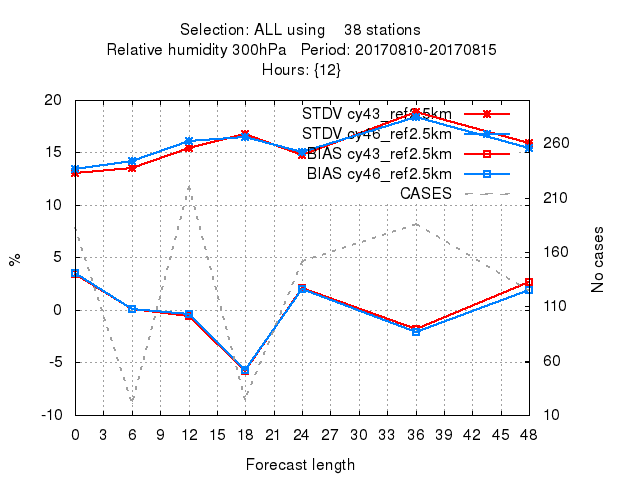 Selection: ALL using 38 stations
Relative humidity 300hPa Period: 20170810-20170815
Hours: {12}
20
15
10
5
0
-5
-10
%
STDV cy43_ref2.5km
STDV cy46_ref2.5km
BIAS cy43_ref2.5km
BIAS cy46_ref2.5km
CASES
260
210
160
110
60
10
No cases
0 3 6 9 12 15 18 21 24 27 30 33 36 39 42 45 48
Forecast length